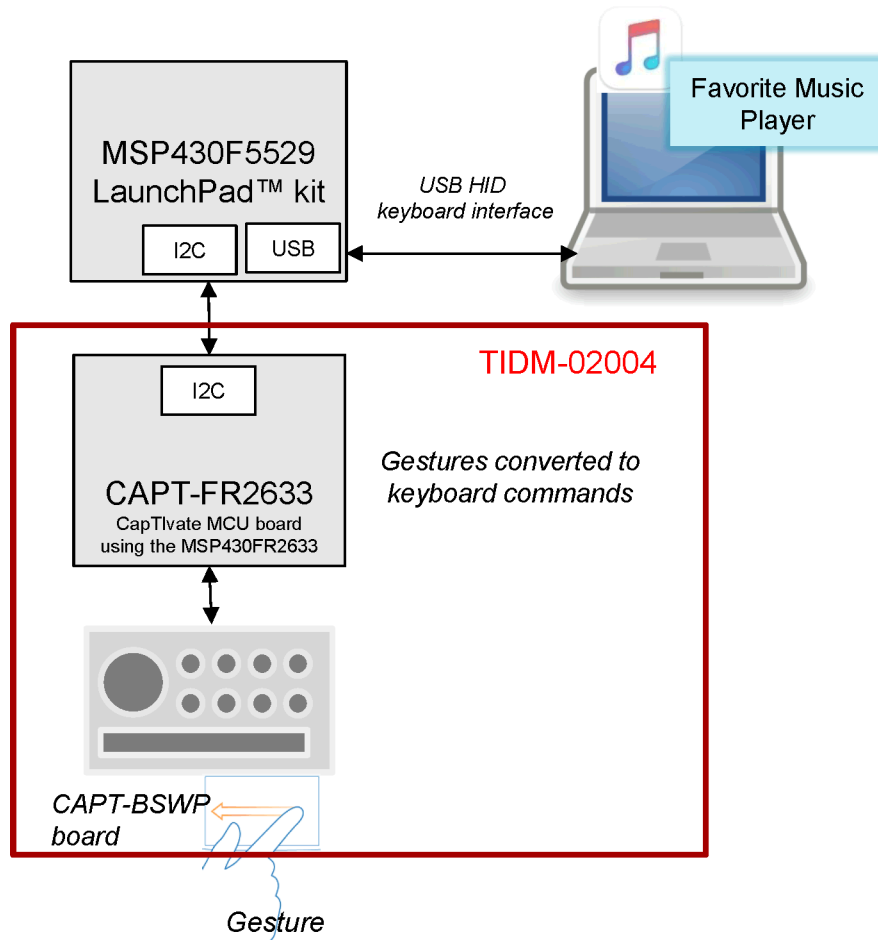 Favorite Music
Player
MSP430F5529
LaunchPad™ kit
I2C
USB
USB HID
keyboard interface
TIDM-02004
I2C
CAPT-FR2633
CapTIvate MCU board
using the MSP430FR2633
Gestures converted to
keyboard commands
CAPT-BSWP
board
Gesture